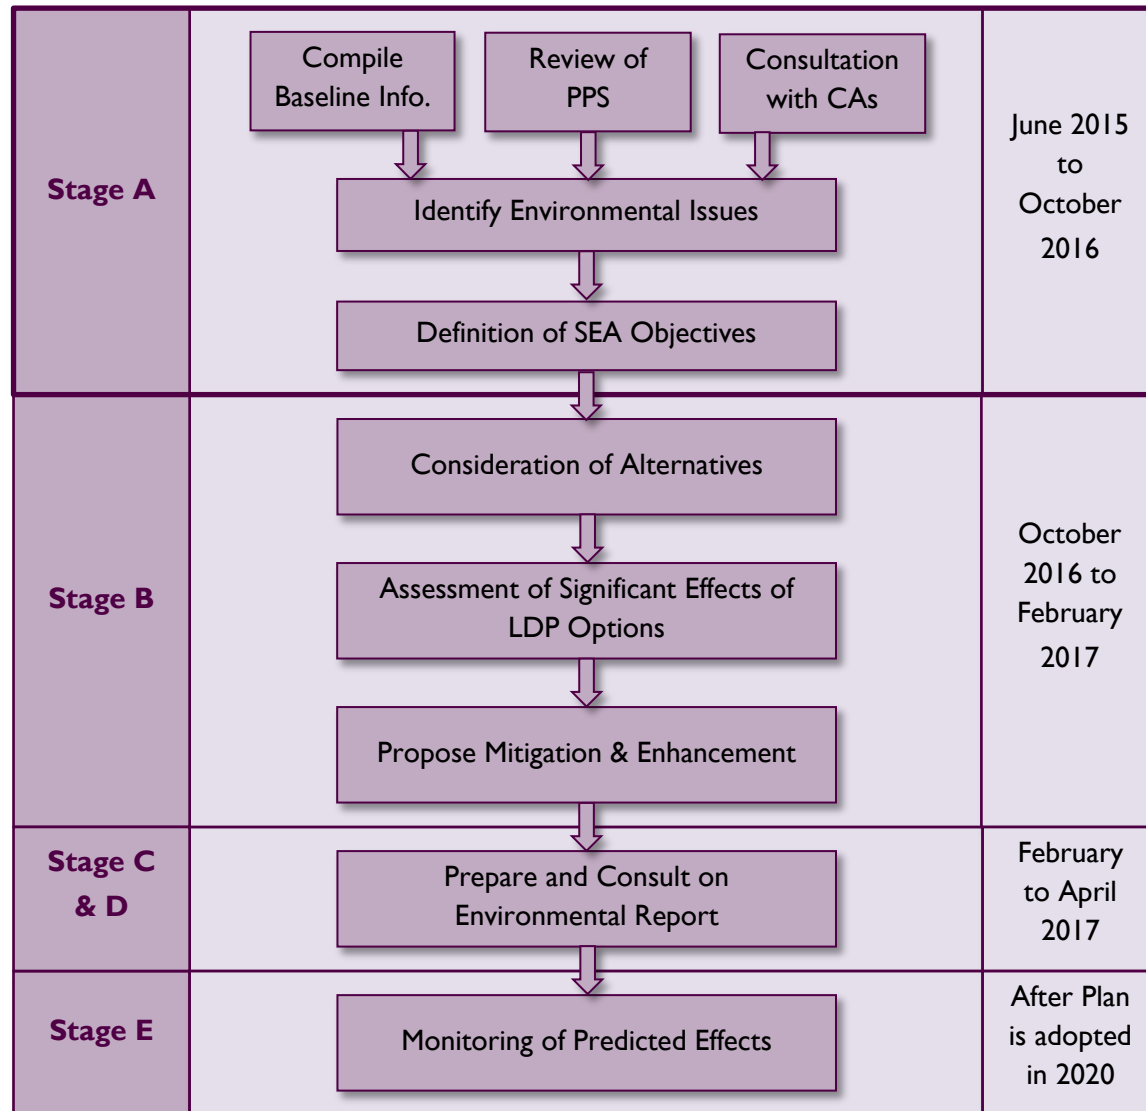 Stage A
Compile
Baseline Info.
Review of
PPS
Consultation
with CAs
Identify Environmental Issues
Definition of SEA Objectives
June 2015
to
October
2016
Stage B
Consideration of Alternatives
Assessment of Significant Effects of
LDP Options
Propose Mitigation & Enhancement
October
2016 to
February
2017
Stage C
& D
Prepare and Consult on
Environmental Report
February
to April
2017
Stage E
Monitoring of Predicted Effects
After Plan
is adopted
in 2020